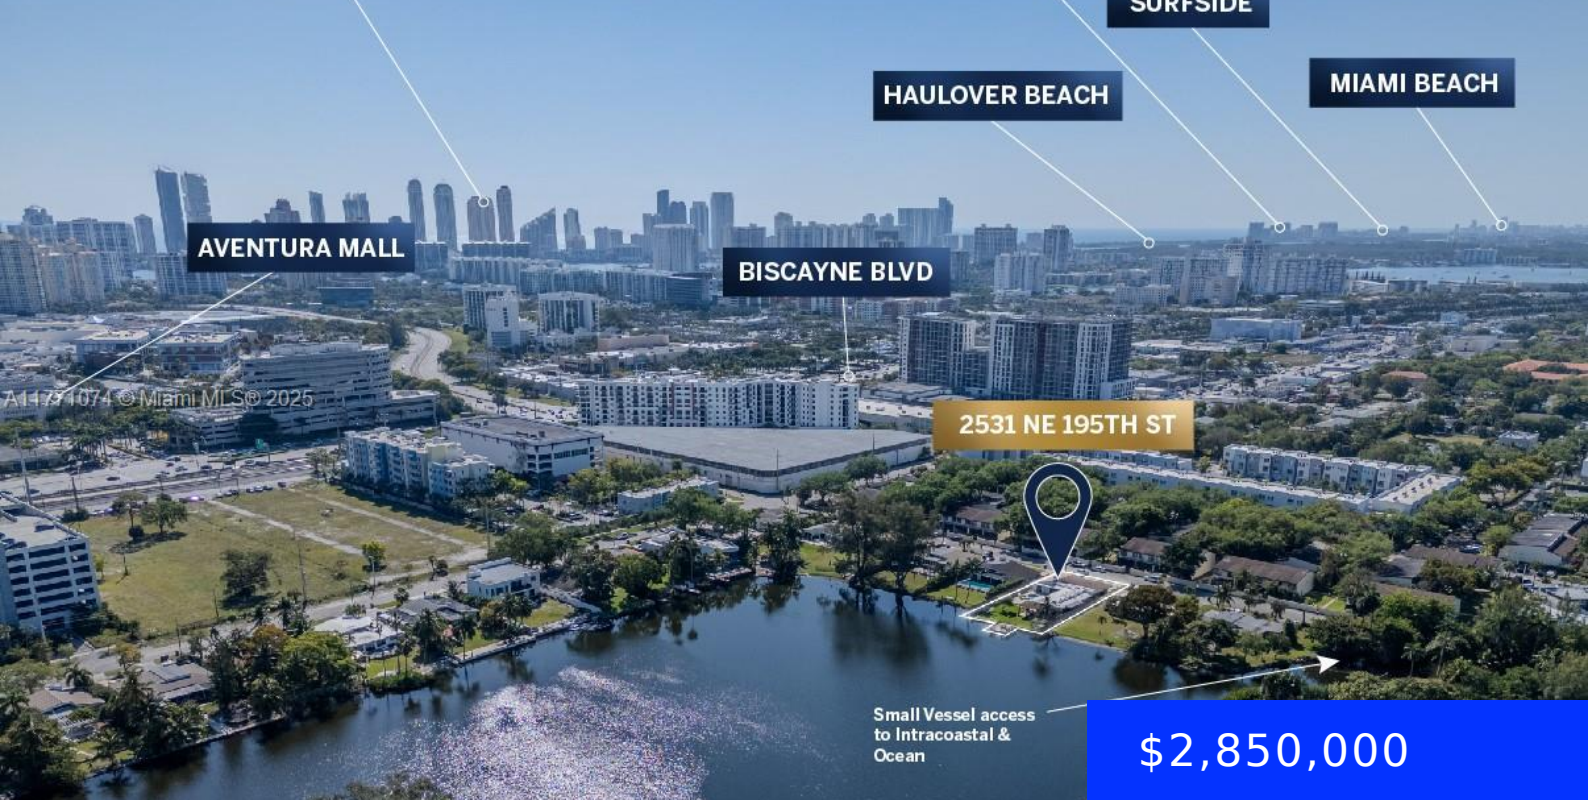 SURFSIDE
MIAMI BEACH
HAULOVER BEACH
AVENTURA MALL
BISCAYNE BLVD
A11771074 © Miami MLS® 2025
2531 NE 195TH ST
Small Vessel access
to Intracoastal &
Ocean
$2,850,000